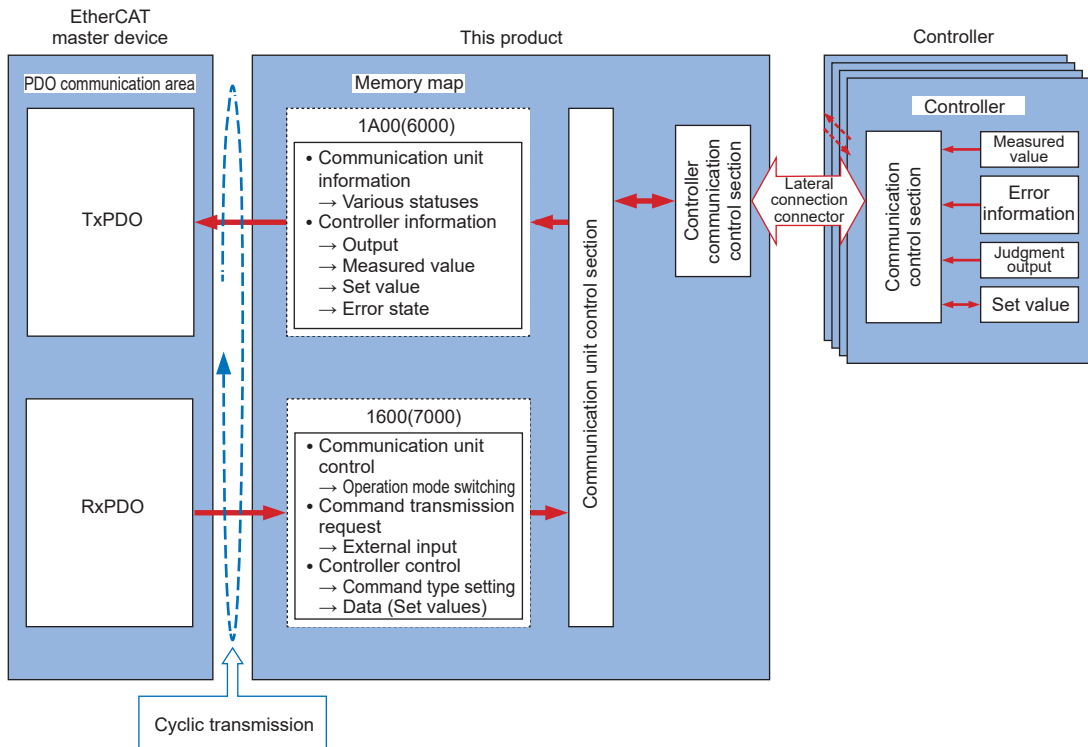 EtherCAT
master device
This product
Controller
PDO communication area
TxPDO
RxPDO
Memory map
1A00(6000)
• Communication unit
information
→ Various statuses
• Controller information
→ Output
→ Measured value
→ Set value
→ Error state
1600(7000)
• Communication unit
control
→ Operation mode switching
• Command transmission
request
→ External input
• Controller control
→ Command type setting
→ Data (Set values)
Communication unit control section
Controller
communication
control section
Lateral
connection
connector
Controller
Communication
control section
Measured
value
Error
information
Judgment
output
Set value
Cyclic transmission